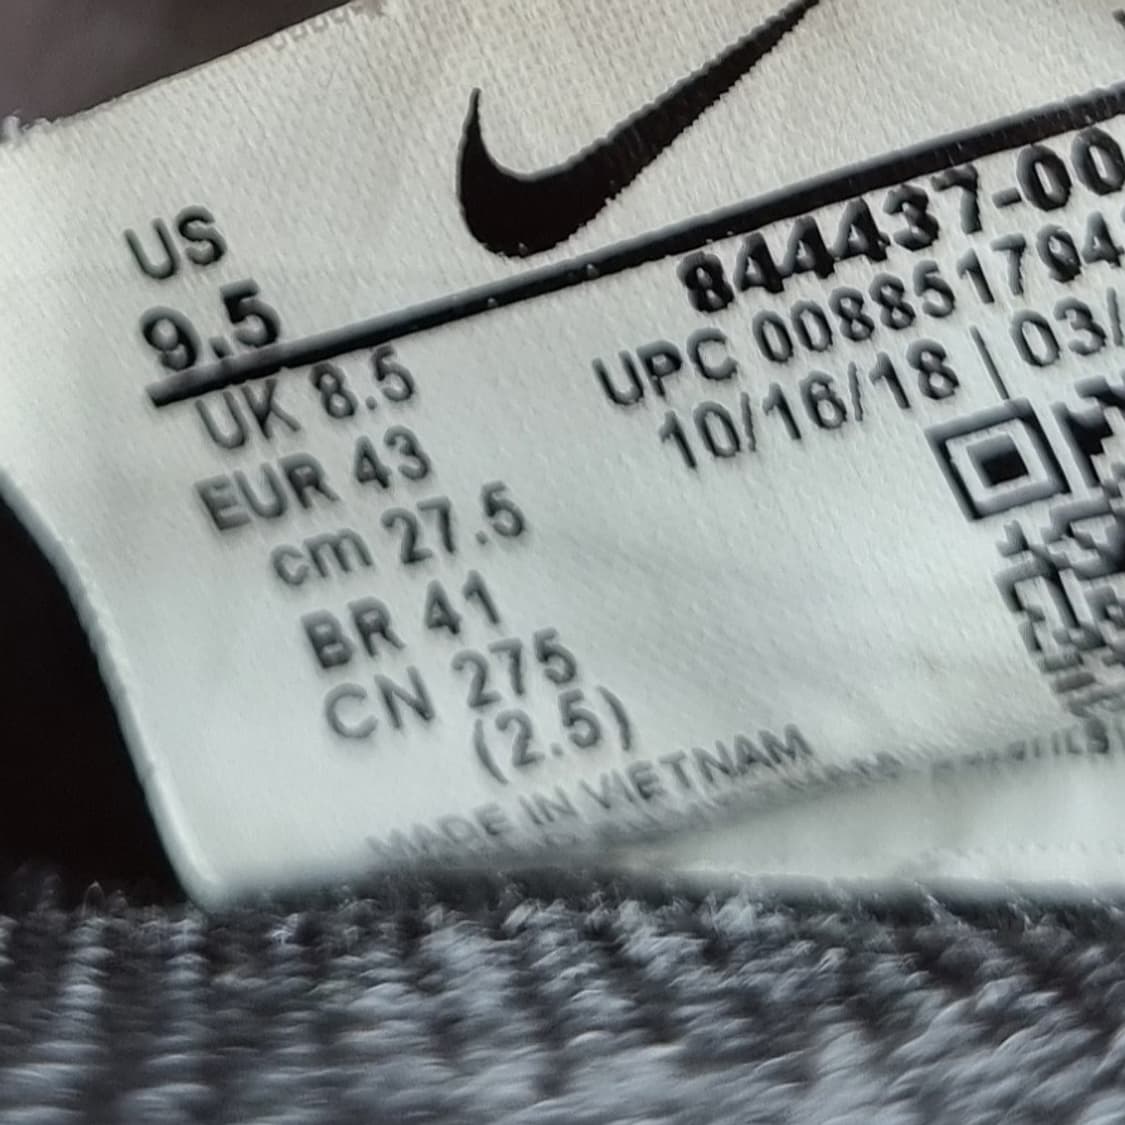 US
9.5
844437-00
UK 8.5
UPC 008851794
EUR 43
10/16/18 | 03/
cm 27.5
BR 41
CN 275
(2.5)
MADE IN VIETNAM